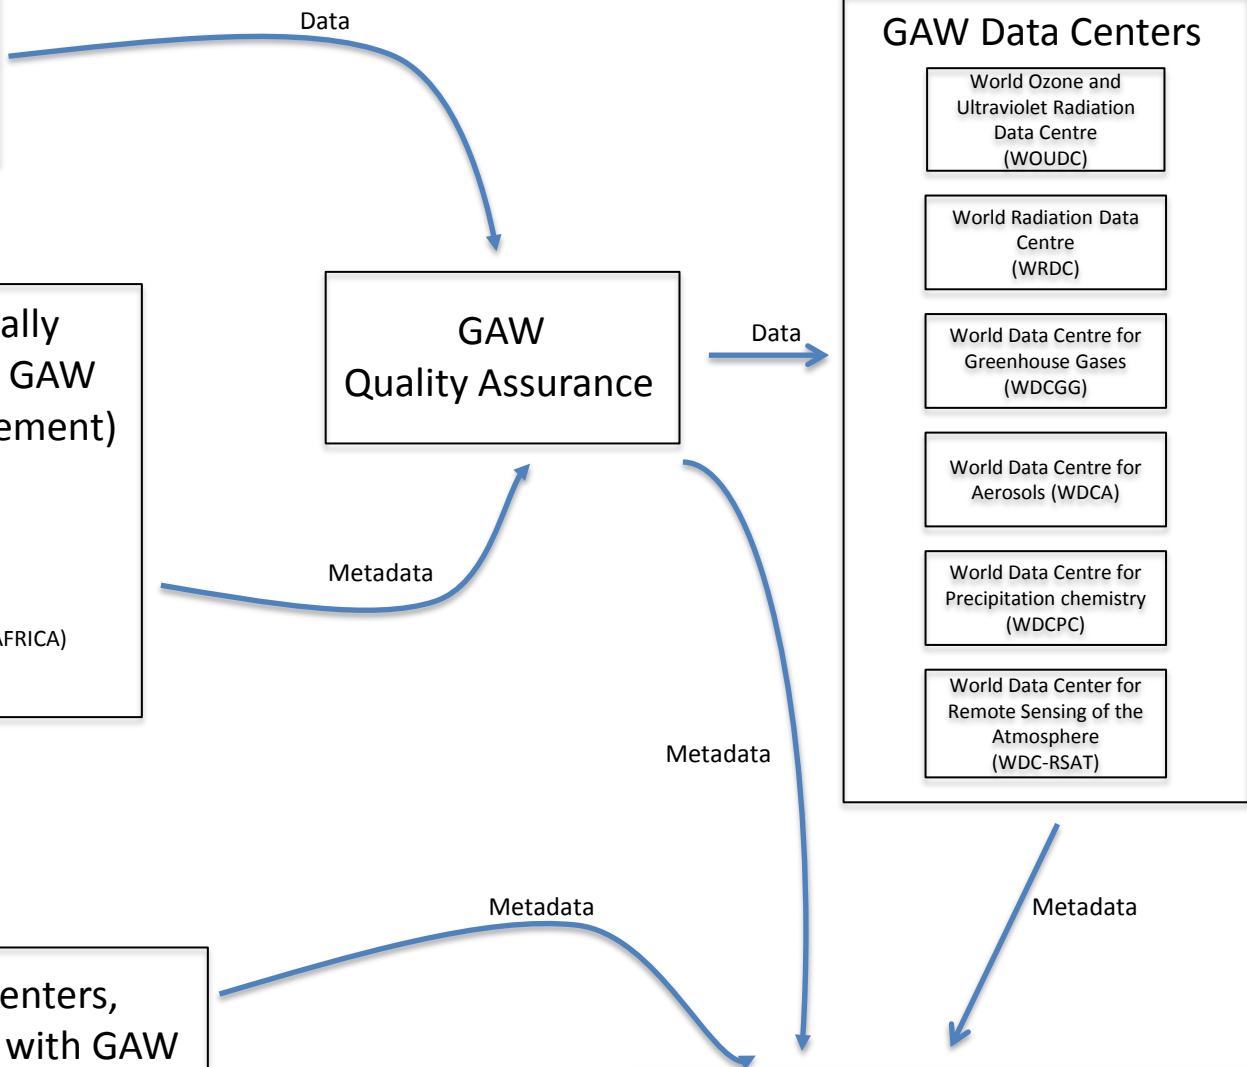 Data
GAW Data Centers
World Ozone and
Ultraviolet Radiation
Data Centre
(WOUDC)
World Radiation Data
Centre
(WRDC)
World Data Centre for
Greenhouse Gases
(WDCGG)
World Data Centre for
Aerosols (WDCA)
World Data Centre for
Precipitation chemistry
(WDCPC)
World Data Center for
Remote Sensing of the
Atmosphere
(WDC-RSAT)
GAW
Quality Assurance
Data
ally
GAW
ement)
AFRICA)
Metadata
Metadata
Metadata
Metadata
enters,
with GAW